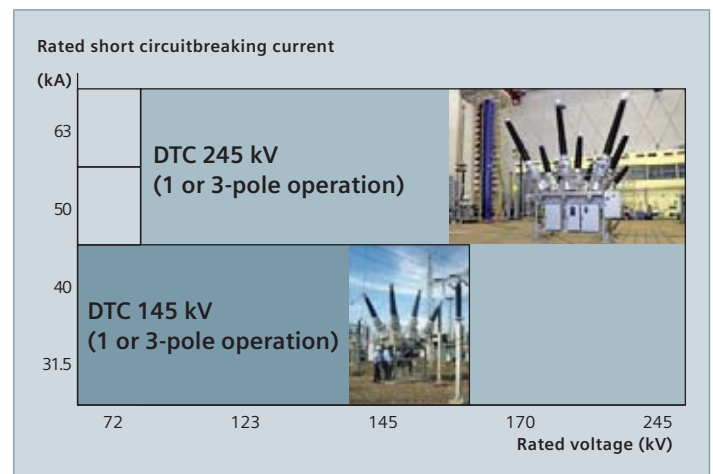 Rated short circuitbreaking current
(kA)
63
DTC 245 kV
(1 or 3-pole operation)
50
40
DTC 145 kV
(1 or 3-pole operation)
31.5
72 123 145 170 245
Rated voltage (kV)